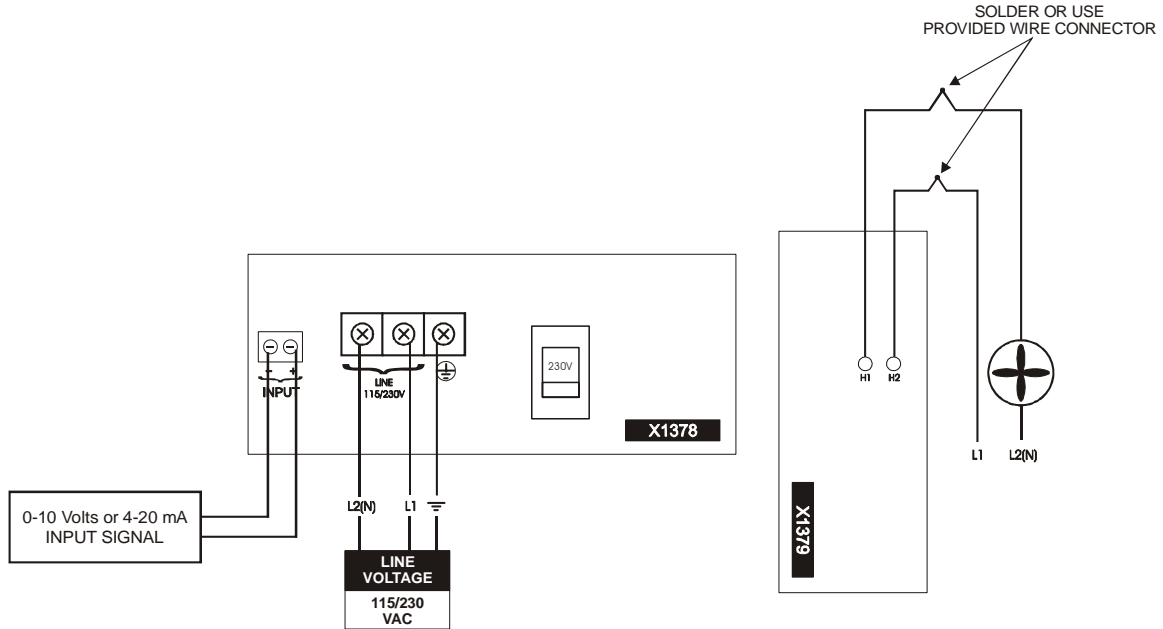 SOLDER OR USE
PROVIDED WIRE CONNECTOR
- +
INPUT
LINE
115/230V
230V
X1378
H1 H2
L1 L2(N)
X1379
L2(N) L1
0-10 Volts or 4-20 mA
INPUT SIGNAL
LINE
VOLTAGE
115/230
VAC